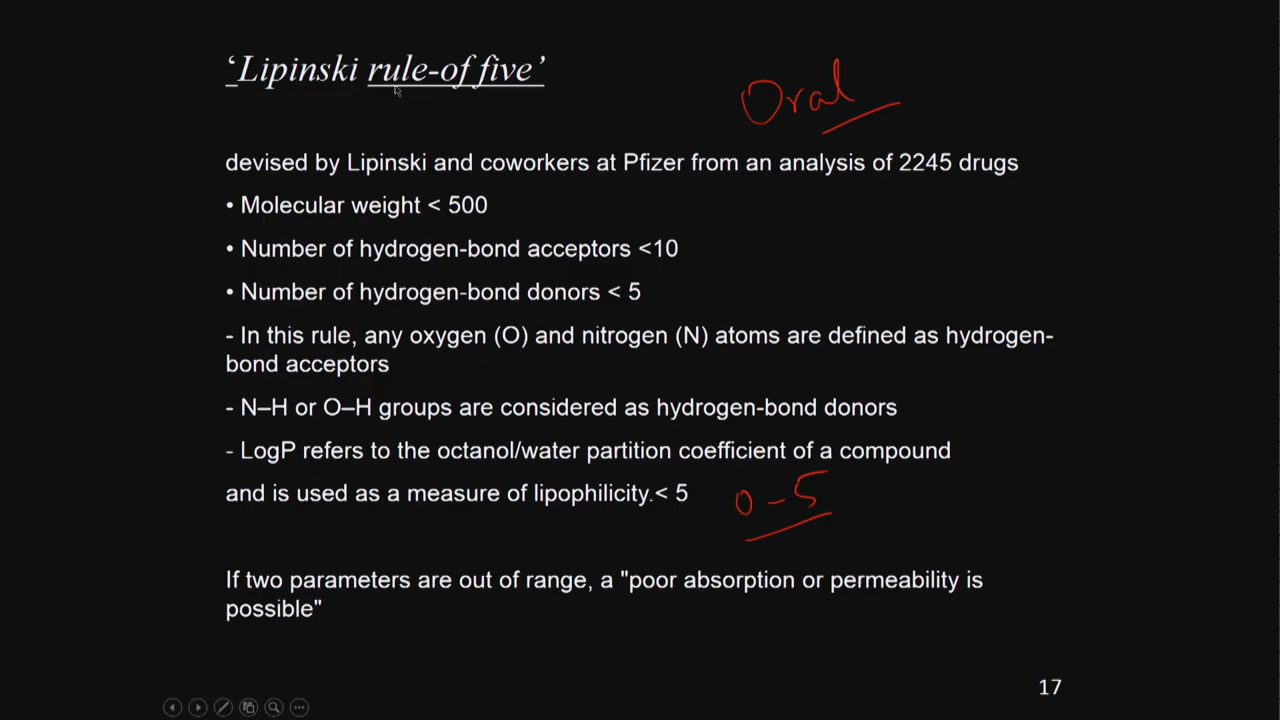 ‘Lipinski rule-of five’
Oral
devised by Lipinski and coworkers at Pfizer from an analysis of 2245 drugs
• Molecular weight < 500
• Number of hydrogen-bond acceptors <10
• Number of hydrogen-bond donors < 5
- In this rule, any oxygen (O) and nitrogen (N) atoms are defined as hydrogen-
bond acceptors
- N–H or O–H groups are considered as hydrogen-bond donors
- LogP refers to the octanol/water partition coefficient of a compound
and is used as a measure of lipophilicity.< 5
0 - 5
If two parameters are out of range, a "poor absorption or permeability is
possible"
17